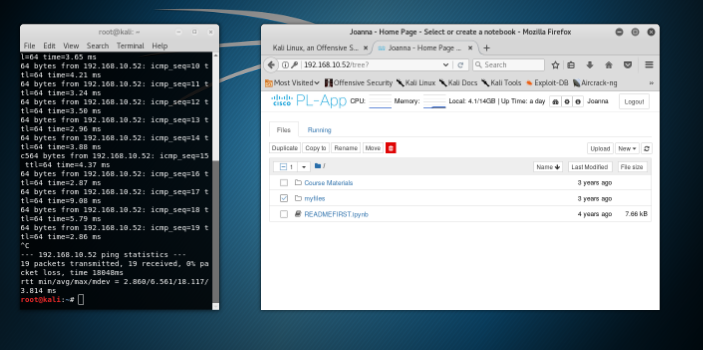 root@kali: ~
File Edit View Search Terminal Help
l=64 time=3.65 ms
64 bytes from 192.168.10.52: icmp_seq=10 t
tl=64 time=4.21 ms
64 bytes from 192.168.10.52: icmp_seq=11 t
tl=64 time=3.24 ms
64 bytes from 192.168.10.52: icmp_seq=12 t
tl=64 time=3.50 ms
64 bytes from 192.168.10.52: icmp_seq=13 t
tl=64 time=2.96 ms
64 bytes from 192.168.10.52: icmp_seq=14 t
tl=64 time=3.88 ms
c564 bytes from 192.168.10.52: icmp_seq=15
ttl=64 time=4.37 ms
64 bytes from 192.168.10.52: icmp_seq=16 t
tl=64 time=2.87 ms
64 bytes from 192.168.10.52: icmp_seq=17 t
tl=64 time=9.08 ms
64 bytes from 192.168.10.52: icmp_seq=18 t
tl=64 time=5.79 ms
64 bytes from 192.168.10.52: icmp_seq=19 t
tl=64 time=2.86 ms
^C
--- 192.168.10.52 ping statistics ---
19 packets transmitted, 19 received, 0% pa
cket loss, time 18048ms
rtt min/avg/max/mdev = 2.860/6.561/18.117/
3.814 ms
root@kali:~#
Joanna - Home Page - Select or create a notebook - Mozilla Firefox
Kali Linux, an Offensive S... Joanna - Home Page ...
192.168.10.52/tree? Search
Most Visited Offensive Security Kali Linux Kali Docs Kali Tools Exploit-DB Aircrack-ng »
cisco PL-App CPU: Memory: Local: 4.1/14GB | Up Time: a day Joanna Logout
Files Running
Duplicate Copy to Rename Move Upload New
1 / Name Last Modified File size
Course Materials 3 years ago
myfiles 3 years ago
READMEFIRST.ipynb 4 years ago 7.66 kB